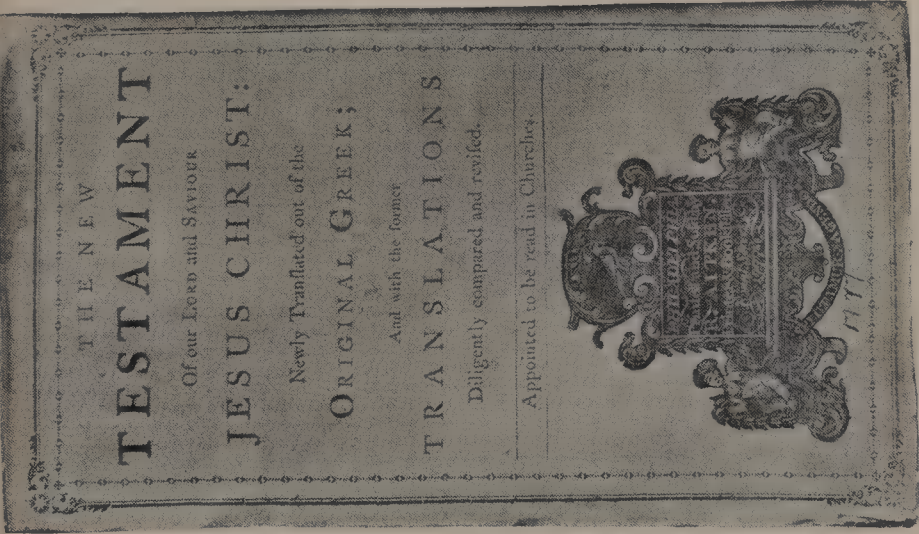 THE NEW
TESTAMENT
Of our LORD and SAVIOUR
JESUS CHRIST:
Newly Tranſlated out of the
ORIGINAL GREEK;
And with the former
TRANSLATIONS
Diligently compared and reviſed.
Appointed to be read in Churches.